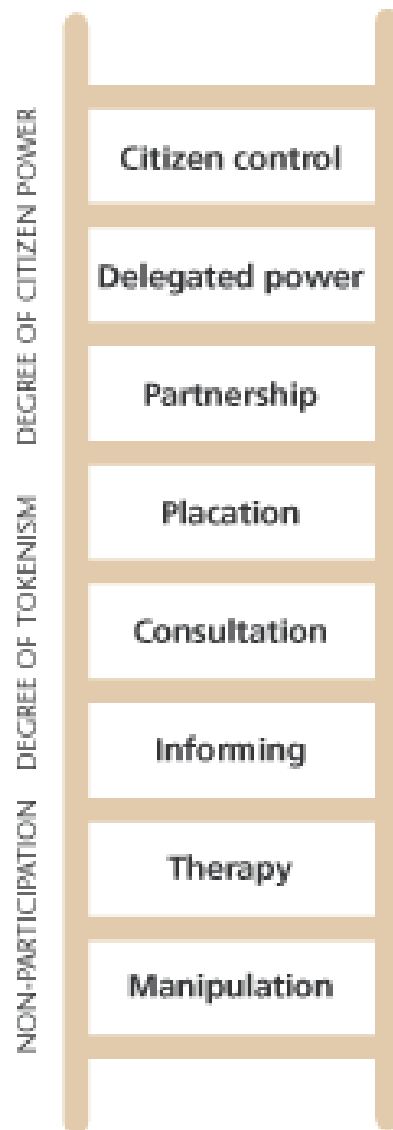 Citizen control
Delegated power
Partnership
Placation
Consultation
Informing
Therapy
Manipulation
DEGREE OF CITIZEN POWER
DEGREE OF TOKENISM
NON-PARTICIPATION